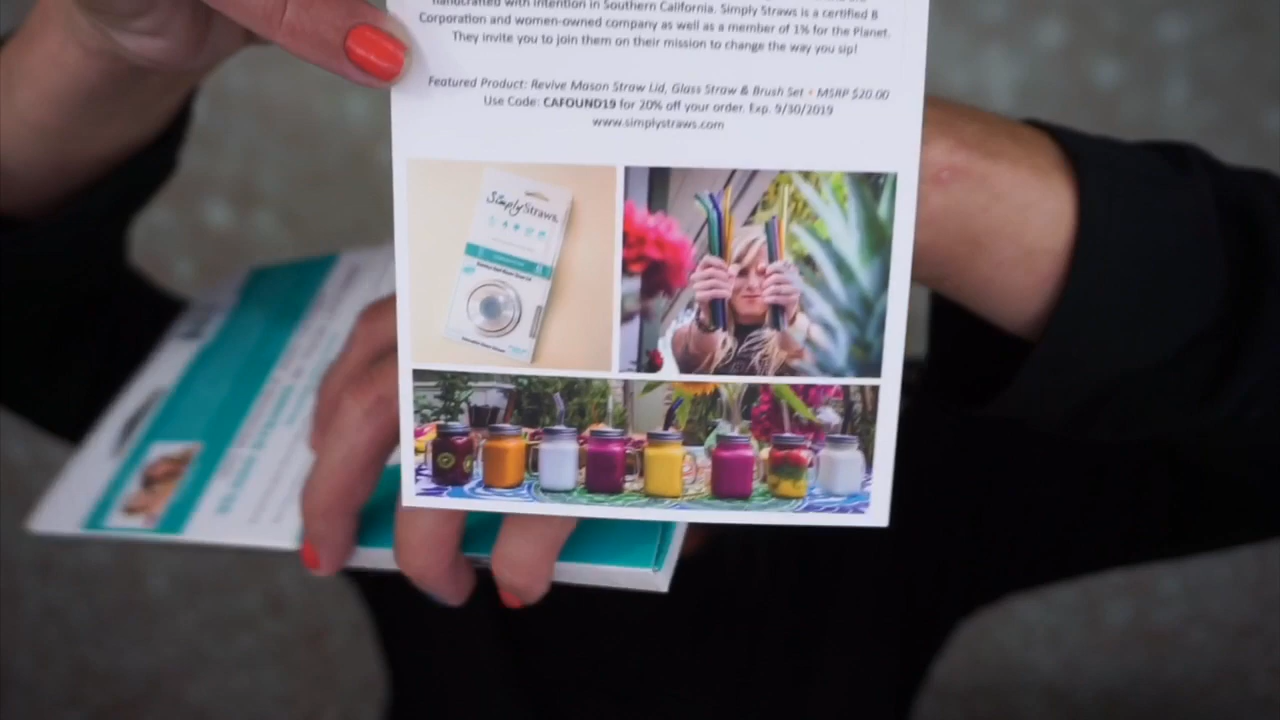 handcrafted with intention in Southern California. Simply Straws is a certified B
Corporation and women-owned company as well as a member of 1% for the Planet.
They invite you to join them on their mission to change the way you sip!
Featured Product: Revive Mason Straw Lid, Glass Straw & Brush Set • MSRP $20.00
Use Code: CAFOUND19 for 20% off your order. Exp. 9/30/2019
www.simplystraws.com
Simply Straws